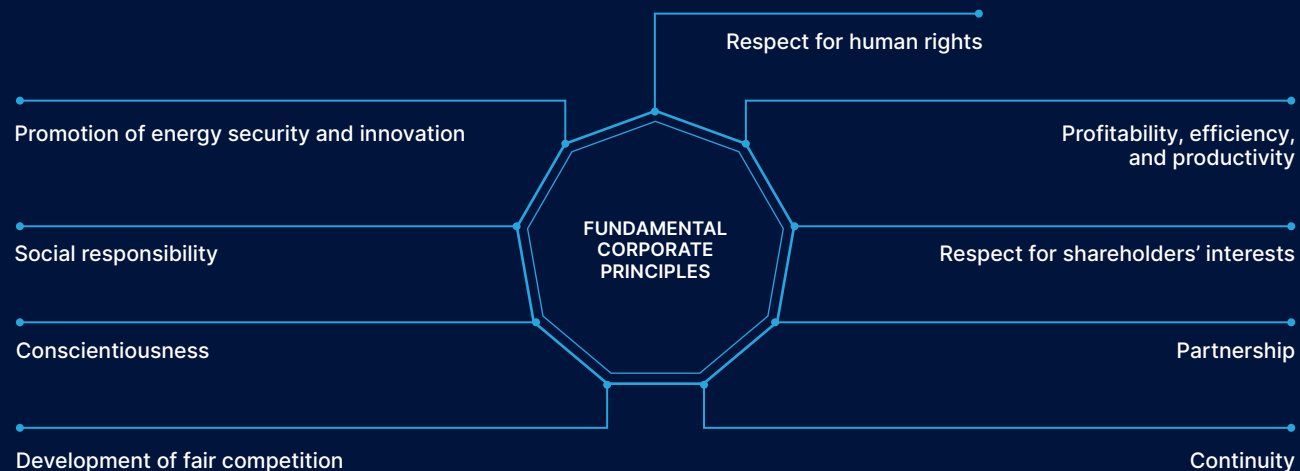 Respect for human rights
Promotion of energy security and innovation
Profitability, efficiency,
and productivity
FUNDAMENTAL
CORPORATE
PRINCIPLES
Social responsibility
Respect for shareholders’ interests
Conscientiousness
Partnership
Development of fair competition
Continuity